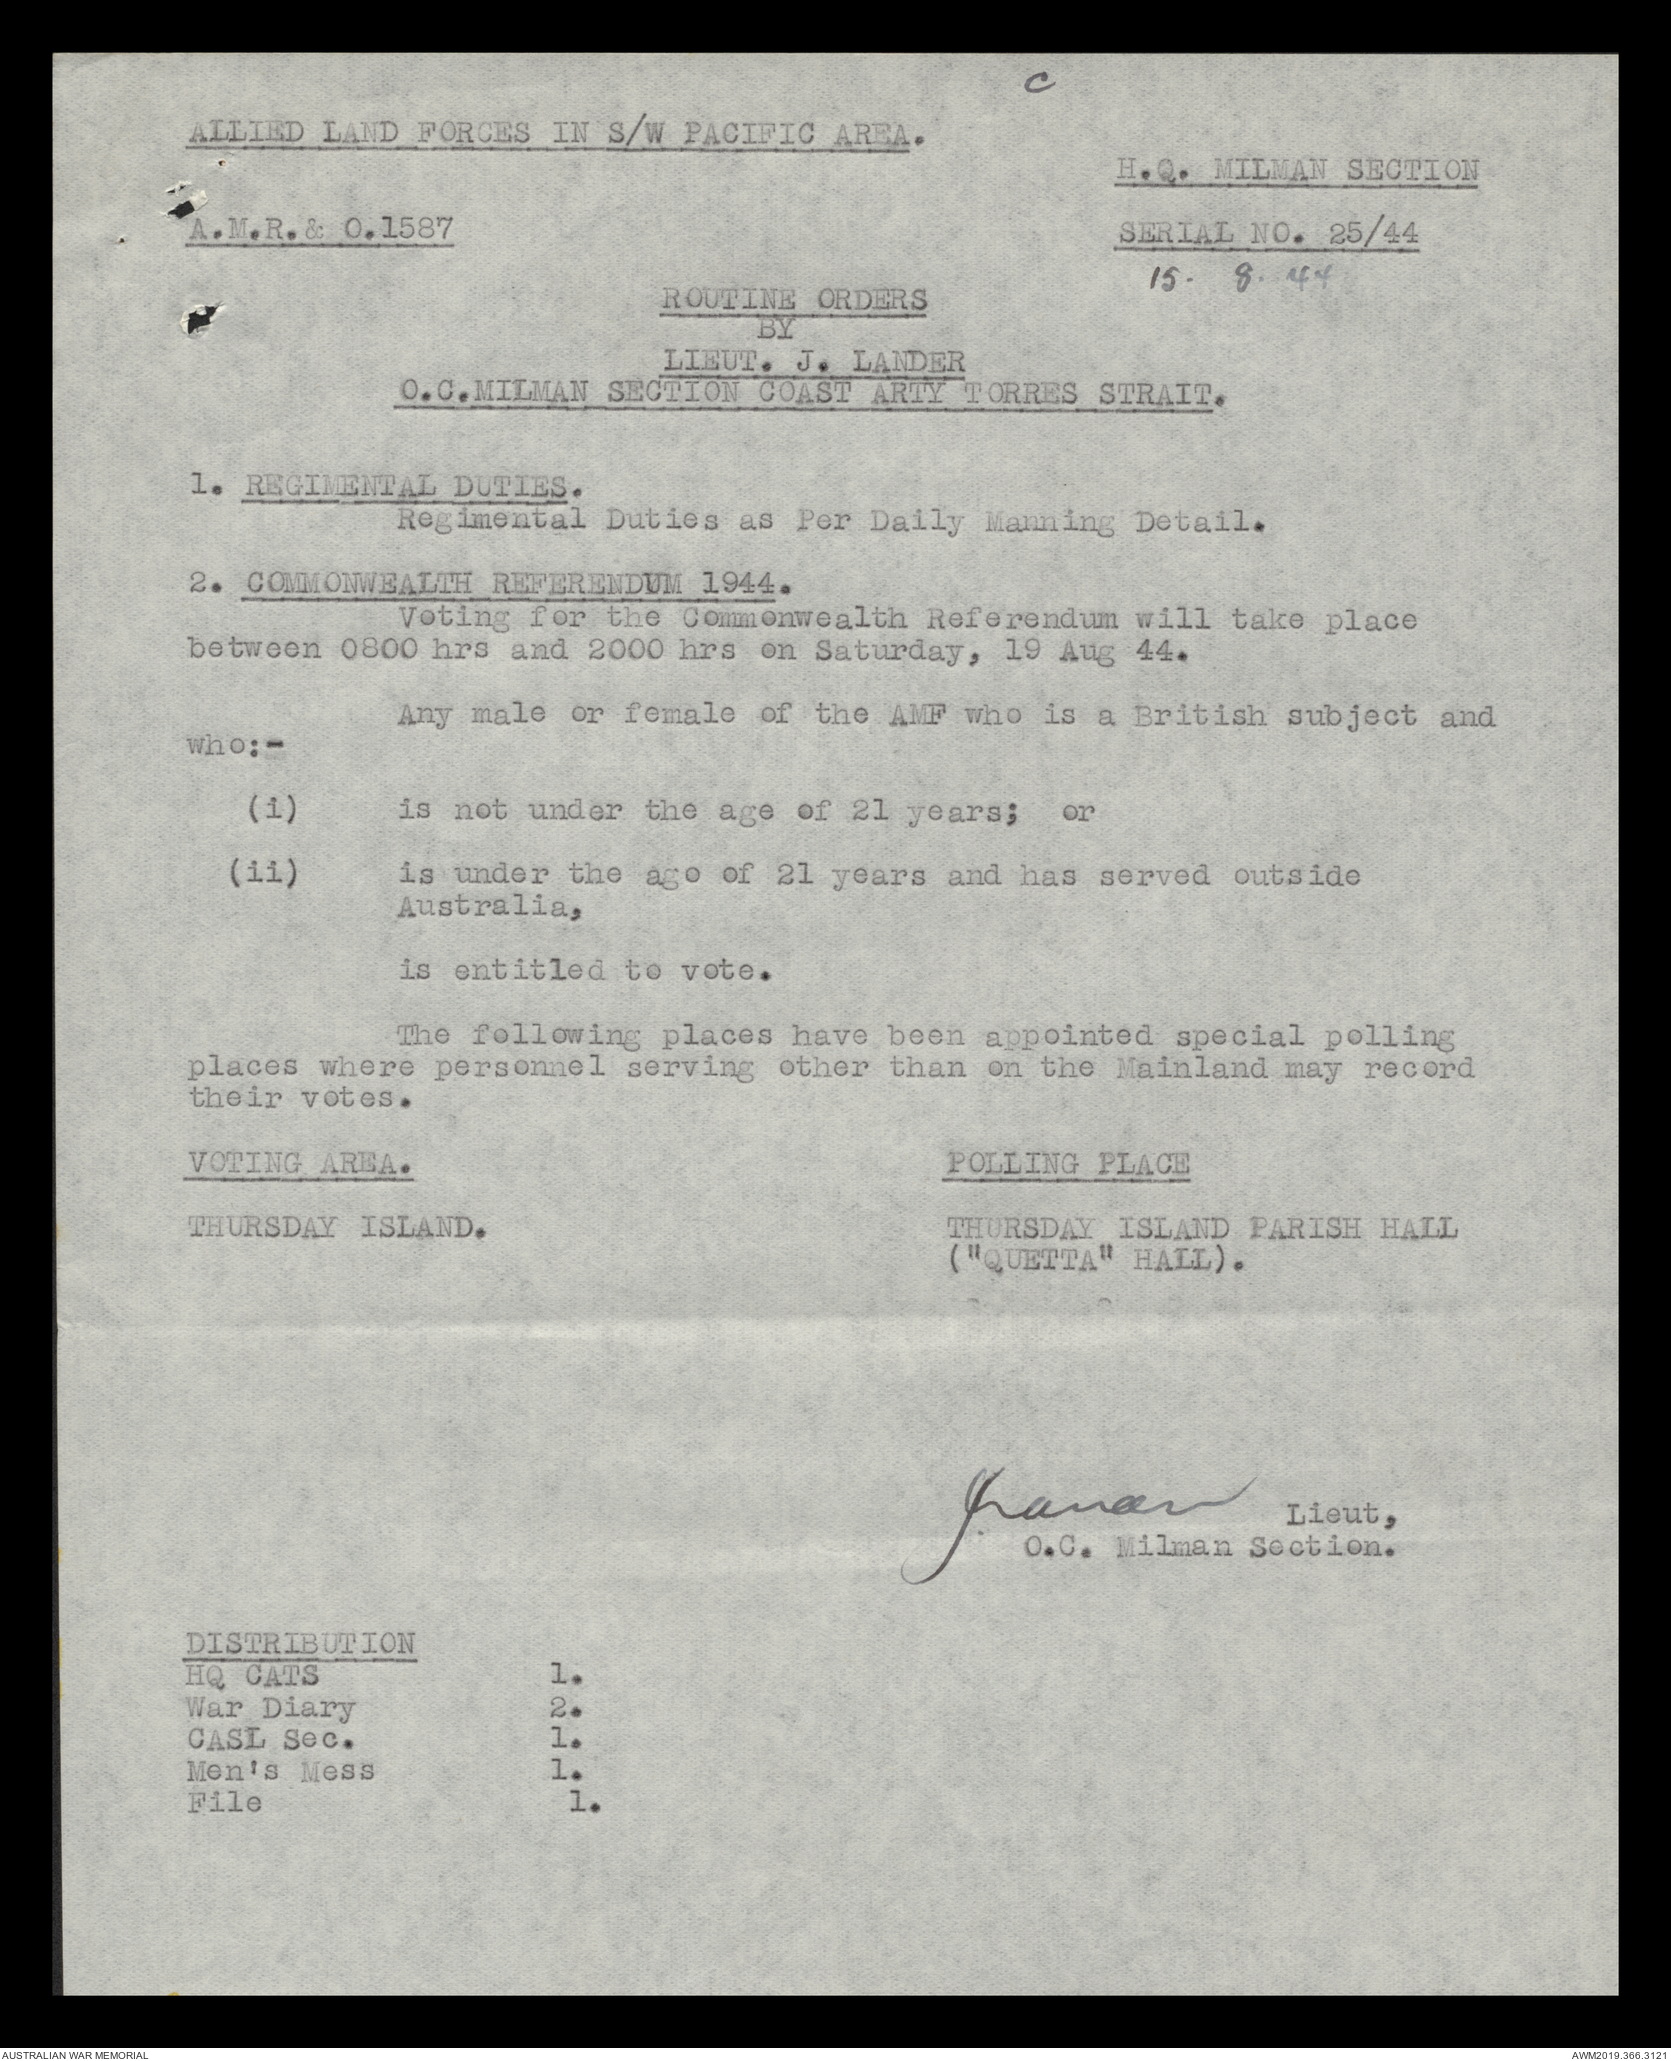 C
ALLIED LAND FORCES IN S/W PACIFIC AREA.
H.Q. MILMAN SECTION
A.M.R.& O.1587
SERIAL NO. 25/44
15. 8. 44
ROUTINE ORDERS
BY
LIEUT. J. LANDER
O.C.MILMAN SECTION COAST ARTY TORRES STRAIT.
1. REGIMENTAL DUTIES.
Regimental Duties as Per Daily Manning Detail.
2. COMMONWEALTH REFERENDUM 1944.
Voting for the Commonwealth Referendum will take place
between 0800 hrs and 2000 hrs on Saturday, 19 Aug 44.
Any male or female of the AMF who is a British subject and
who:-
(i) is not under the age of 21 years; or
(ii) is under the age of 21 years and has served outside
Australia,
is entitled to vote.
The following places have been appointed special polling
places where personnel serving other than on the Mainland may record
their votes.
VOTING AREA. POLLING PLACE
THURSDAY ISLAND. THURSDAY ISLAND PARISH HALL
("QUETTA" HALL).
JLander Lieut,
O.C. Milman Section.
DISTRIBUTION
HQ CATS 1.
War Diary 2.
CASL Sec. 1.
Men's Mess 1.
File 1.
AUSTRALIAN WAR MEMORIAL
AWM2019.366.3121